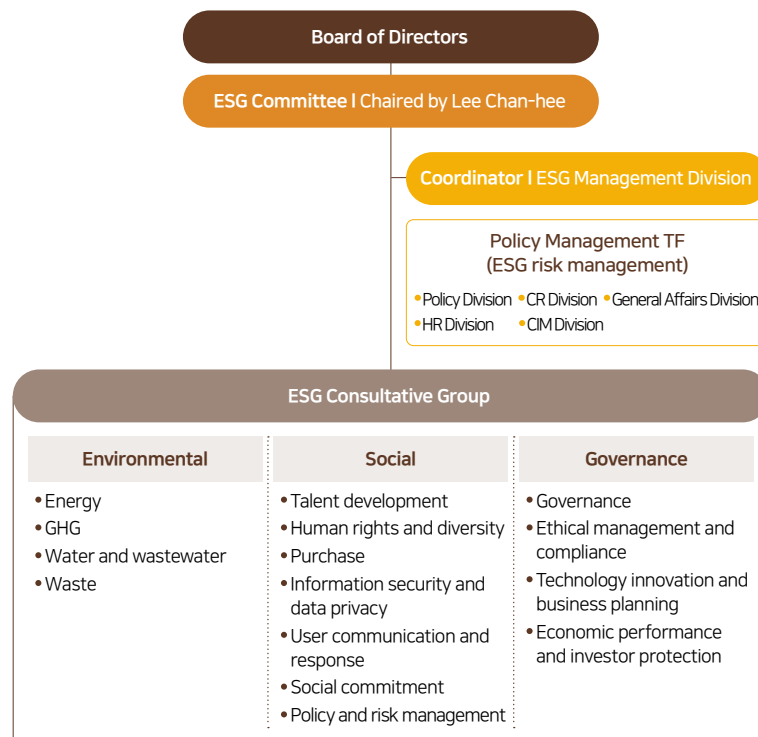 Board of Directors
ESG Committee | Chaired by Lee Chan-hee
Coordinator | ESG Management Division
Policy Management TF
(ESG risk management)
• Policy Division • CR Division • General Affairs Division
• HR Division • CIM Division
ESG Consultative Group
Environmental
• Energy
• GHG
• Water and wastewater
• Waste
Social
• Talent development
• Human rights and diversity
• Purchase
• Information security and
data privacy
• User communication and
response
• Social commitment
• Policy and risk management
Governance
• Governance
• Ethical management and
compliance
• Technology innovation and
business planning
• Economic performance
and investor protection